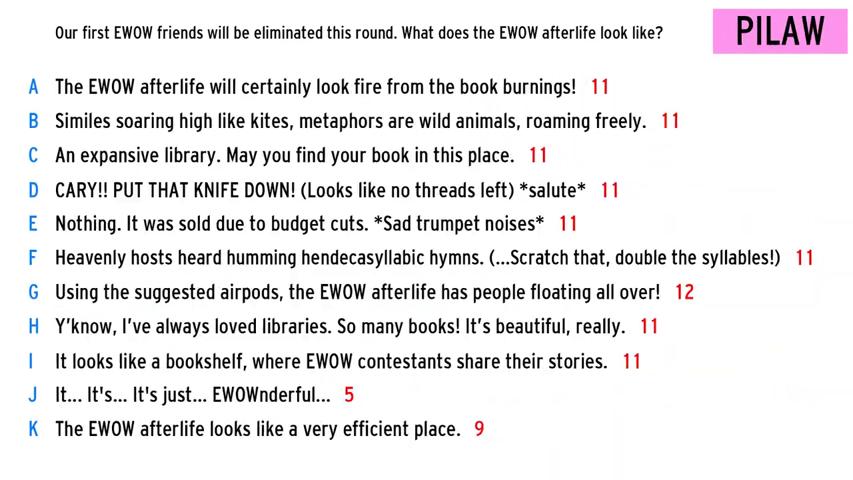 Our first EWOW friends will be eliminated this round. What does the EWOW afterlife look like?
PILAW
A The EWOW afterlife will certainly look fire from the book burnings! 11
B Similes soaring high like kites, metaphors are wild animals, roaming freely. 11
C An expansive library. May you find your book in this place. 11
D CARY!! PUT THAT KNIFE DOWN! (Looks like no threads left) *salute* 11
E Nothing. It was sold due to budget cuts. *Sad trumpet noises* 11
F Heavenly hosts heard humming hendecasyllabic hymns. (...Scratch that, double the syllables!) 11
G Using the suggested airpods, the EWOW afterlife has people floating all over! 12
H Y’know, I’ve always loved libraries. So many books! It’s beautiful, really. 11
I It looks like a bookshelf, where EWOW contestants share their stories. 11
J It... It's... It's just... EWOWnderful... 5
K The EWOW afterlife looks like a very efficient place. 9